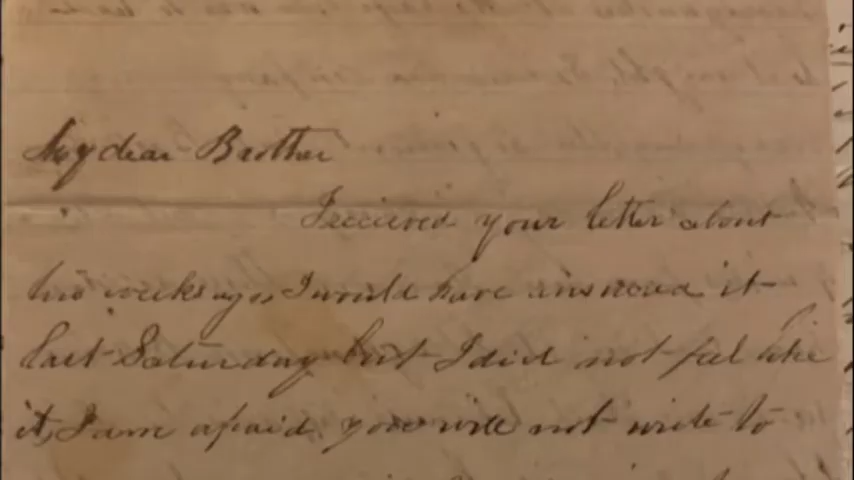 My dear Brother
I recieved your letter about
two weeks ago, I would have answered it
last Saturday but I did not feel like
it, I am afraid you will not write to